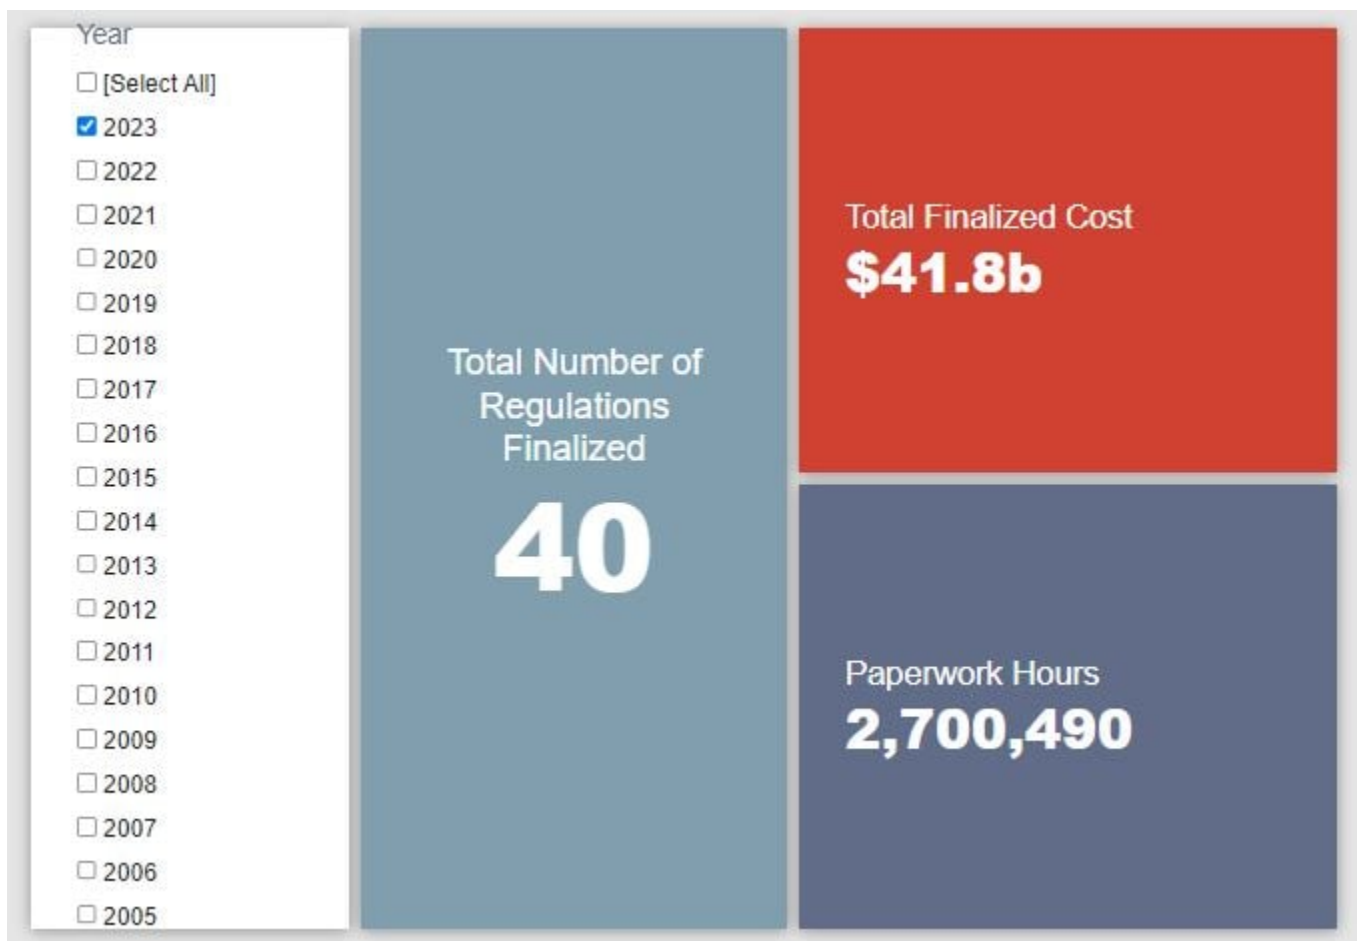 Year
[Select All]
2023
2022
2021
2020
2019
2018
2017
2016
2015
2014
2013
2012
2011
2010
2009
2008
2007
2006
2005
Total Number of
Regulations
Finalized
40
Total Finalized Cost
$41.8b
Paperwork Hours
2,700,490